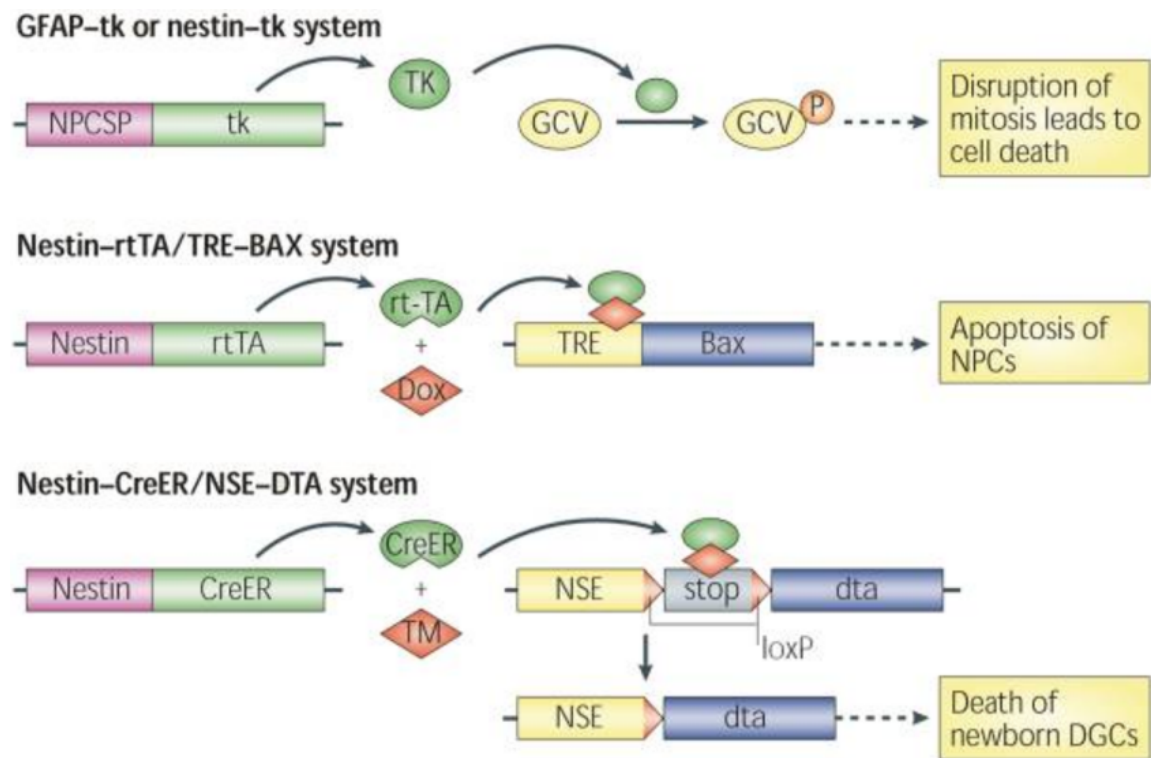 GFAP–tk or nestin–tk system
NPCSP tk
TK
GCV
GCV P
Disruption of
mitosis leads to
cell death
Nestin–rtTA/TRE–BAX system
Nestin rtTA
rt-TA
+
Dox
TRE Bax
Apoptosis of
NPCs
Nestin–CreER/NSE–DTA system
Nestin CreER
CreER
+
TM
NSE stop dta
loxP
NSE dta
Death of
newborn DGCs